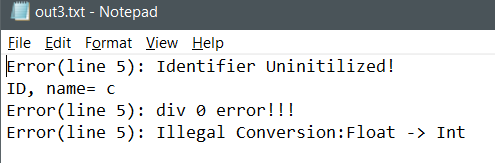 out3.txt - Notepad
File Edit Format View Help
Error(line 5): Identifier Uninitilized!
ID, name= c
Error(line 5): div 0 error!!!
Error(line 5): Illegal Conversion:Float -> Int